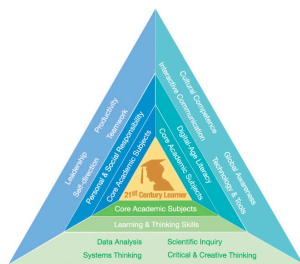 Productivity
Leadership
Teamwork
Self-direction
Personal & Social Responsibility
Core Academic Subjects
Cultural Competence
Interactive Communication
Global Awareness
Technology & Tools
Digital-Age Literacy
Core Academic Subjects
21st Century Learner
Core Academic Subjects
Learning & Thinking Skills
Data Analysis
Scientific Inquiry
Systems Thinking
Critical & Creative Thinking